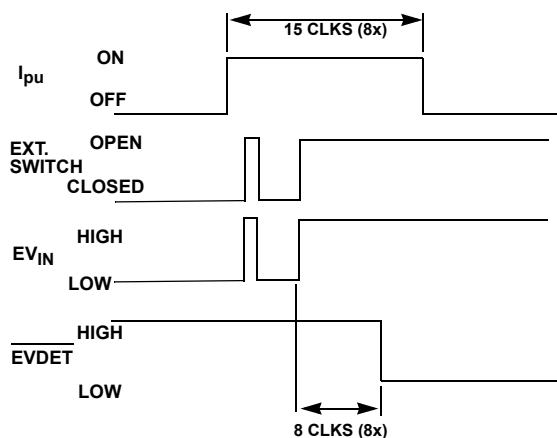 15 CLKS (8x)
Ipu
ON
OFF
EXT.
SWITCH
OPEN
CLOSED
EVIN
HIGH
LOW
EVDET
HIGH
LOW
8 CLKS (8x)